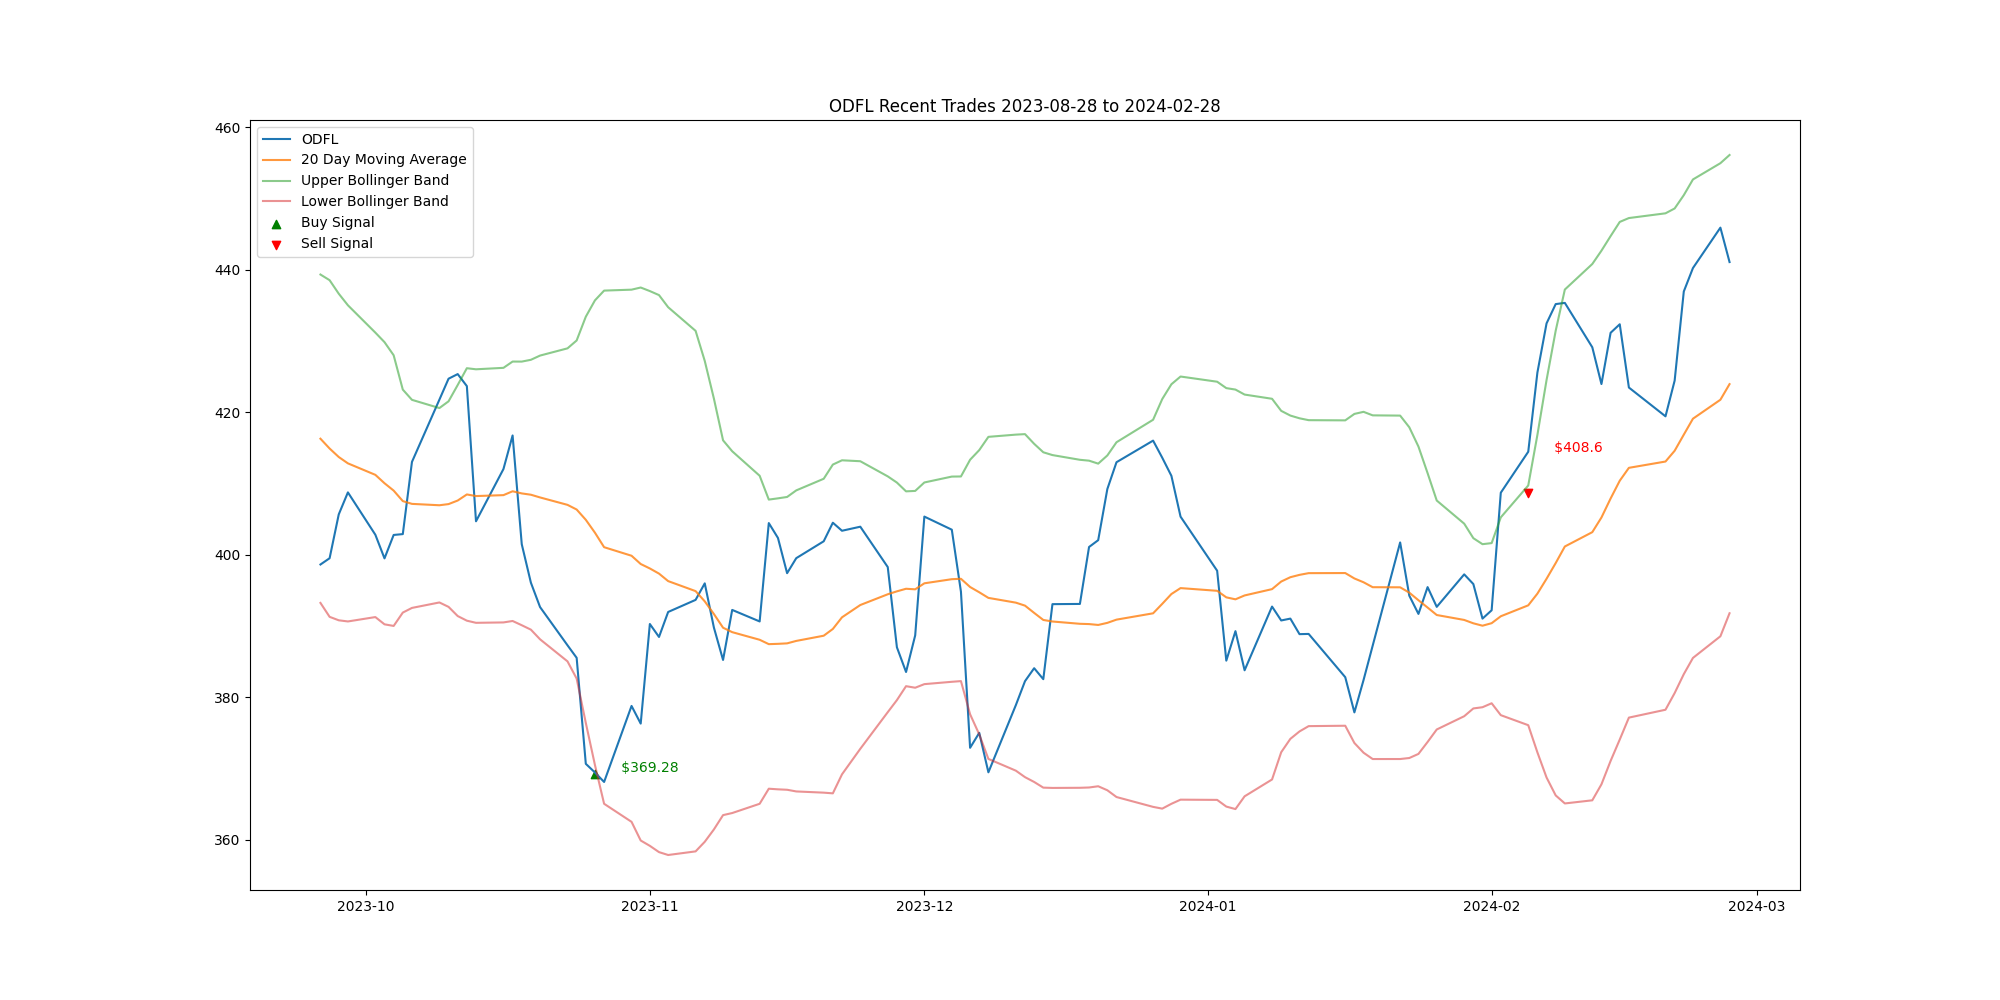 ODFL Recent Trades 2023-08-28 to 2024-02-28
460
440
420
400
380
360
ODFL
20 Day Moving Average
Upper Bollinger Band
Lower Bollinger Band
Buy Signal
Sell Signal
$408.6
$369.28
2023-10
2023-11
2023-12
2024-01
2024-02
2024-03